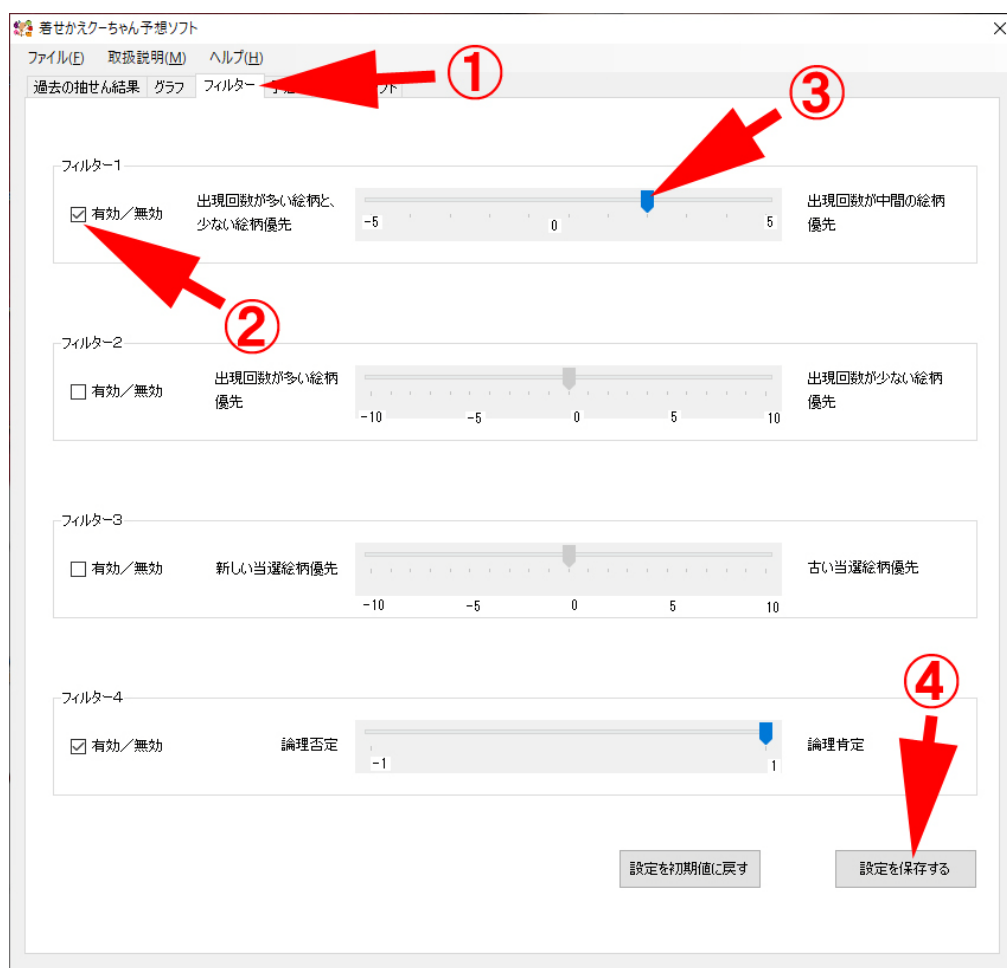 着せかえクーちゃん予想ソフト
ファイル(F) 取扱説明(M) ヘルプ(H)
①
過去の抽せん結果 グラフ フィルター
③
フィルター1
有効/無効
出現回数が多い絵柄と、
少ない絵柄優先
-5 0 5
出現回数が中間の絵柄
優先
②
フィルター2
有効/無効
出現回数が多い絵柄
優先
-10 -5 0 5 10
出現回数が少ない絵柄
優先
フィルター3
有効/無効
新しい当選絵柄優先
-10 -5 0 5 10
古い当選絵柄優先
④
フィルター4
有効/無効
論理否定
-1 1
論理肯定
設定を初期値に戻す
設定を保存する